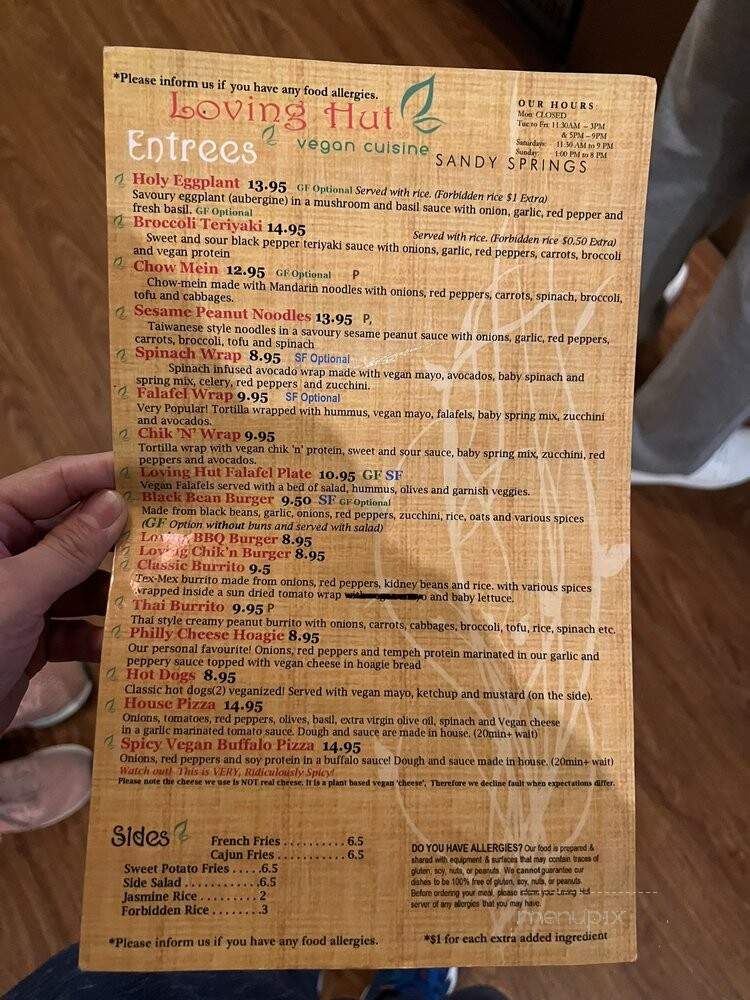 *Please inform us if you have any food allergies.
Loving Hut
vegan cuisine
Entrees
SANDY SPRINGS
OUR HOURS
Mon: CLOSED
Tue to Fri: 11:30AM – 3PM
& 5PM – 9PM
Saturdays: 11:30 AM to 9 PM
Sunday 1:00 PM to 8 PM
Holy Eggplant 13.95 GF Optional Served with rice. (Forbidden rice $1 Extra)
Savoury eggplant (aubergine) in a mushroom and basil sauce with onion, garlic, red pepper and
fresh basil. GF Optional
Broccoli Teriyaki 14.95 Served with rice. (Forbidden rice $0.50 Extra)
Sweet and sour black pepper teriyaki sauce with onions, garlic, red peppers, carrots, broccoli
and vegan protein
Chow Mein 12.95 GF Optional P
Chow-mein made with Mandarin noodles with onions, red peppers, carrots, spinach, broccoli,
tofu and cabbages.
Sesame Peanut Noodles 13.95 P,
Taiwanese style noodles in a savoury sesame peanut sauce with onions, garlic, red peppers,
carrots, broccoli, tofu and spinach
Spinach Wrap 8.95 SF Optional
Spinach infused avocado wrap made with vegan mayo, avocados, baby spinach and
spring mix, celery, red peppers and zucchini.
Falafel Wrap 9.95 SF Optional
Very Popular! Tortilla wrapped with hummus, vegan mayo, falafels, baby spring mix, zucchini
and avocados.
Chik 'N' Wrap 9.95
Tortilla wrap with vegan chik 'n' protein, sweet and sour sauce, baby spring mix, zucchini, red
peppers and avocados.
Loving Hut Falafel Plate 10.95 GF SF
Vegan Falafels served with a bed of salad, hummus, olives and garnish veggies.
Black Bean Burger 9.50 SF GF Optional
Made from black beans, garlic, onions, red peppers, zucchini, rice, oats and various spices
(GF Option without buns and served with salad)
Loving BBQ Burger 8.95
Loving Chik'n Burger 8.95
Classic Burrito 9.5
Tex-Mex burrito made from onions, red peppers, kidney beans and rice. with various spices
wrapped inside a sun dried tomato wrap and baby lettuce.
Thai Burrito 9.95 P
Thai style creamy peanut burrito with onions, carrots, cabbages, broccoli, tofu, rice, spinach etc.
Philly Cheese Hoagie 8.95
Our personal favourite! Onions, red peppers and tempeh protein marinated in our garlic and
peppery sauce topped with vegan cheese in hoagie bread
Hot Dogs 8.95
Classic hot dogs(2) veganized! Served with vegan mayo, ketchup and mustard (on the side).
House Pizza 14.95
Onions, tomatoes, red peppers, olives, basil, extra virgin olive oil, spinach and Vegan cheese
in a garlic marinated tomato sauce. Dough and sauce are made in house. (20min+ wait)
Spicy Vegan Buffalo Pizza 14.95
Onions, red peppers and soy protein in a buffalo sauce! Dough and sauce made in house. (20min+ wait)
Watch out! This is VERY, Ridiculously Spicy!
Please note the cheese we use is NOT real cheese. It is a plant based vegan 'cheese', Therefore we decline fault when expectations differ.
Sides
French Fries . . . . . . . . . . 6.5
Cajun Fries . . . . . . . . . . . 6.5
Sweet Potato Fries . . . . .6.5
Side Salad . . . . . . . . . . . .6.5
Jasmine Rice . . . . . . . . . 2
Forbidden Rice . . . . . . . .3
DO YOU HAVE ALLERGIES? Our food is prepared &
shared with equipment & surfaces that may contain traces of
gluten, soy, nuts, or peanuts. We cannot guarantee our
dishes to be 100% free of gluten, soy, nuts, or peanuts.
Before ordering your meal, please inform your Loving Hut
server of any allergies that you may have.
menupix
*Please inform us if you have any food allergies.
*$1 for each extra added ingredient